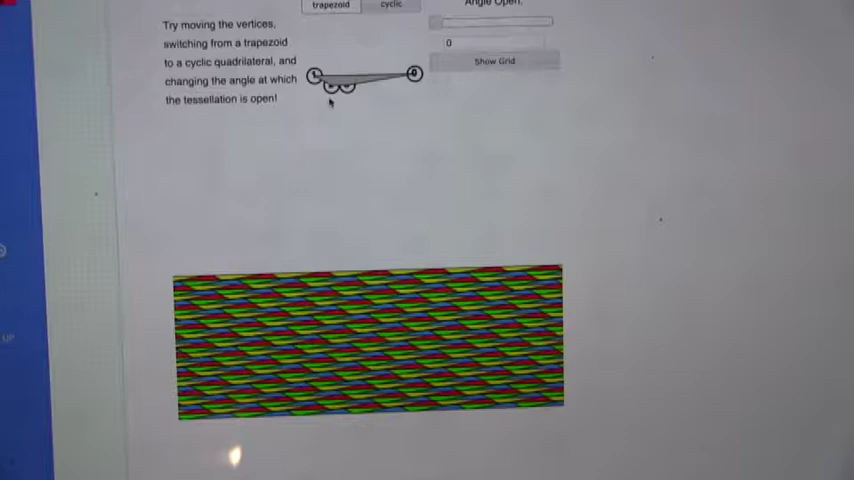 trapezoid cyclic
Angle Open:
Try moving the vertices,
switching from a trapezoid
to a cyclic quadrilateral, and
changing the angle at which
the tessellation is open!
0
Show Grid
UP